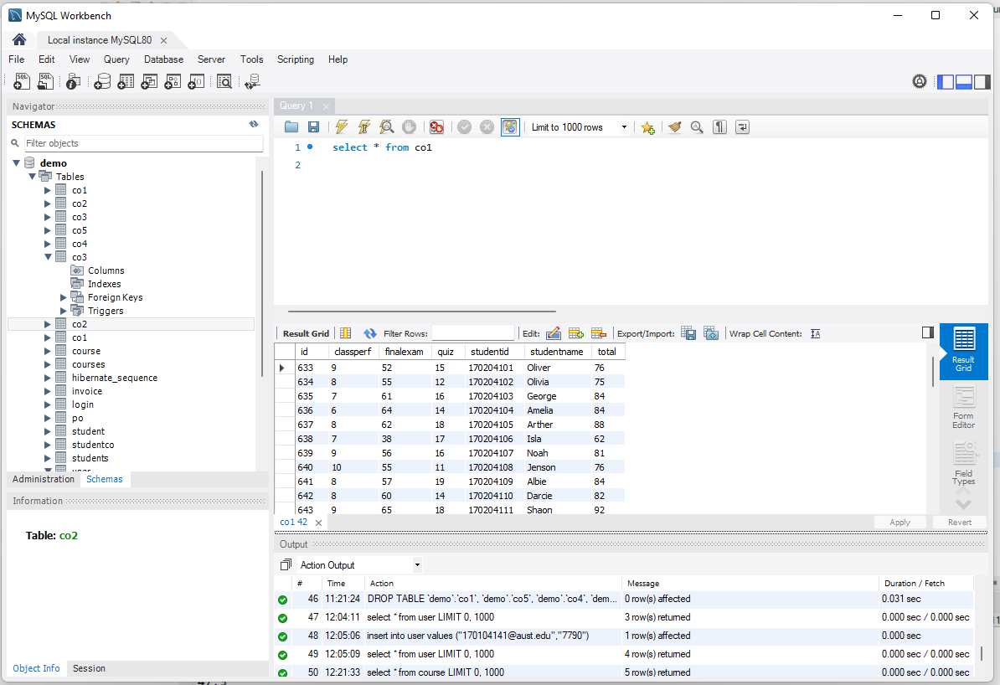 MySQL Workbench
Local instance MySQL80
File Edit View Query Database Server Tools Scripting Help
Navigator
SCHEMAS
Filter objects
demo
Tables
co1
co2
co3
co5
co4
co3
Columns
Indexes
Foreign Keys
Triggers
co2
co1
course
courses
hibernate_sequence
invoice
login
po
student
studentco
students
user
Administration Schemas
Information
Table: co2
Object Info Session
Query 1
Limit to 1000 rows
1 select * from co1
2
Result Grid Filter Rows: Edit: Export/Import: Wrap Cell Content:
id classperf finalexam quiz studentid studentname total
633 9 52 15 170204101 Oliver 76
634 8 55 12 170204102 Olivia 75
635 7 61 16 170204103 George 84
636 6 64 14 170204104 Amelia 84
637 8 62 18 170204105 Arther 88
638 7 38 17 170204106 Isla 62
639 9 56 16 170204107 Noah 81
640 10 55 11 170204108 Jenson 76
641 8 57 19 170204109 Albie 84
642 8 60 14 170204110 Darcie 82
643 9 65 18 170204111 Shaon 92
Result
Grid
Form
Editor
Field
Types
co1 42
Apply Revert
Output
Action Output
# Time Action Message Duration / Fetch
46 11:21:24 DROP TABLE `demo`.`co1`, `demo`.`co5`, `demo`.`co4`, `dem... 0 row(s) affected 0.031 sec
47 12:04:11 select * from user LIMIT 0, 1000 3 row(s) returned 0.000 sec / 0.000 sec
48 12:05:06 insert into user values ("170104141@aust.edu","7790") 1 row(s) affected 0.000 sec
49 12:05:09 select * from user LIMIT 0, 1000 4 row(s) returned 0.000 sec / 0.000 sec
50 12:21:33 select * from course LIMIT 0, 1000 5 row(s) returned 0.000 sec / 0.000 sec